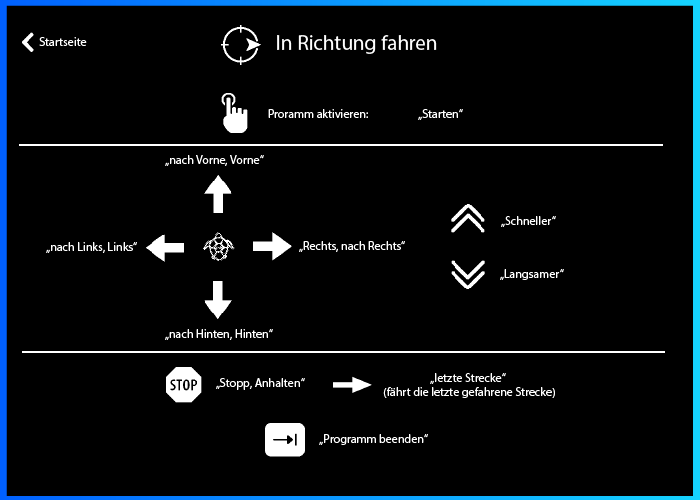 Startseite
In Richtung fahren
Proramm aktivieren: „Starten“
„nach Vorne, Vorne“
„nach Links, Links“
„Rechts, nach Rechts“
„Schneller“
„Langsamer“
„nach Hinten, Hinten“
STOP
„Stopp, Anhalten“
„letzte Strecke“
(fährt die letzte gefahrene Strecke)
„Programm beenden“